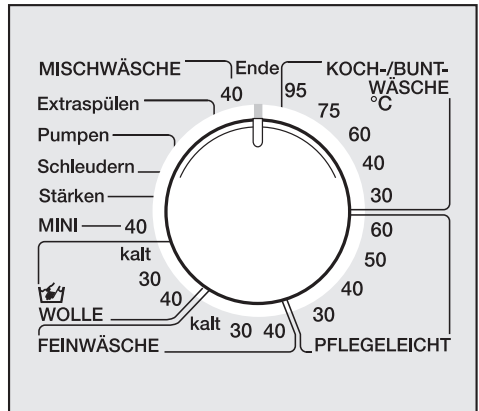 MISCHWÄSCHE
40
Ende
95
KOCH-/BUNT-
WÄSCHE
°C
75
60
40
30
60
50
40
30
PFLEGELEICHT
40
30
kalt
FEINWÄSCHE
WOLLE
40
30
kalt
MINI 40
Stärken
Schleudern
Pumpen
Extraspülen